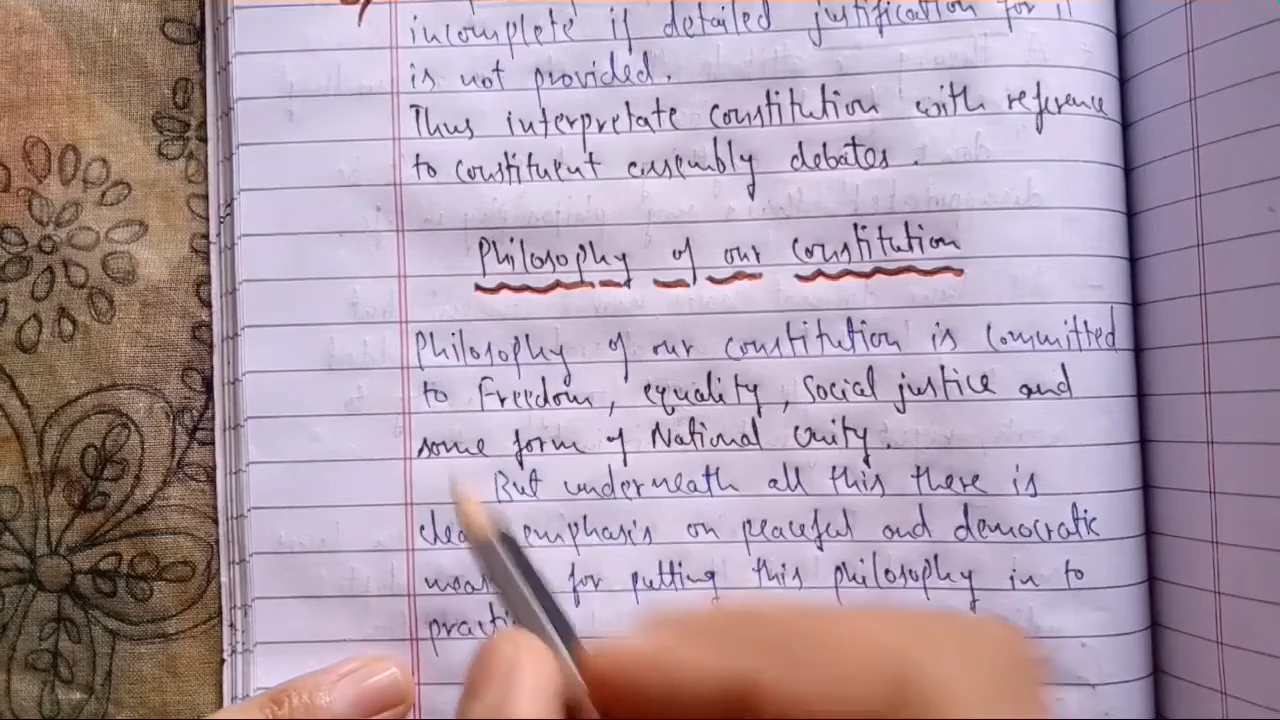 incomplete if detailed justification for it
is not provided.
Thus interpretate constitution with reference
to constituent assembly debates.
Philosophy of our constitution
Philosophy of our constitution is committed
to Freedom, equality, social justice and
some form of National Unity.
But underneath all this there is
emphasis on peaceful and democratic
for putting this philosophy in to